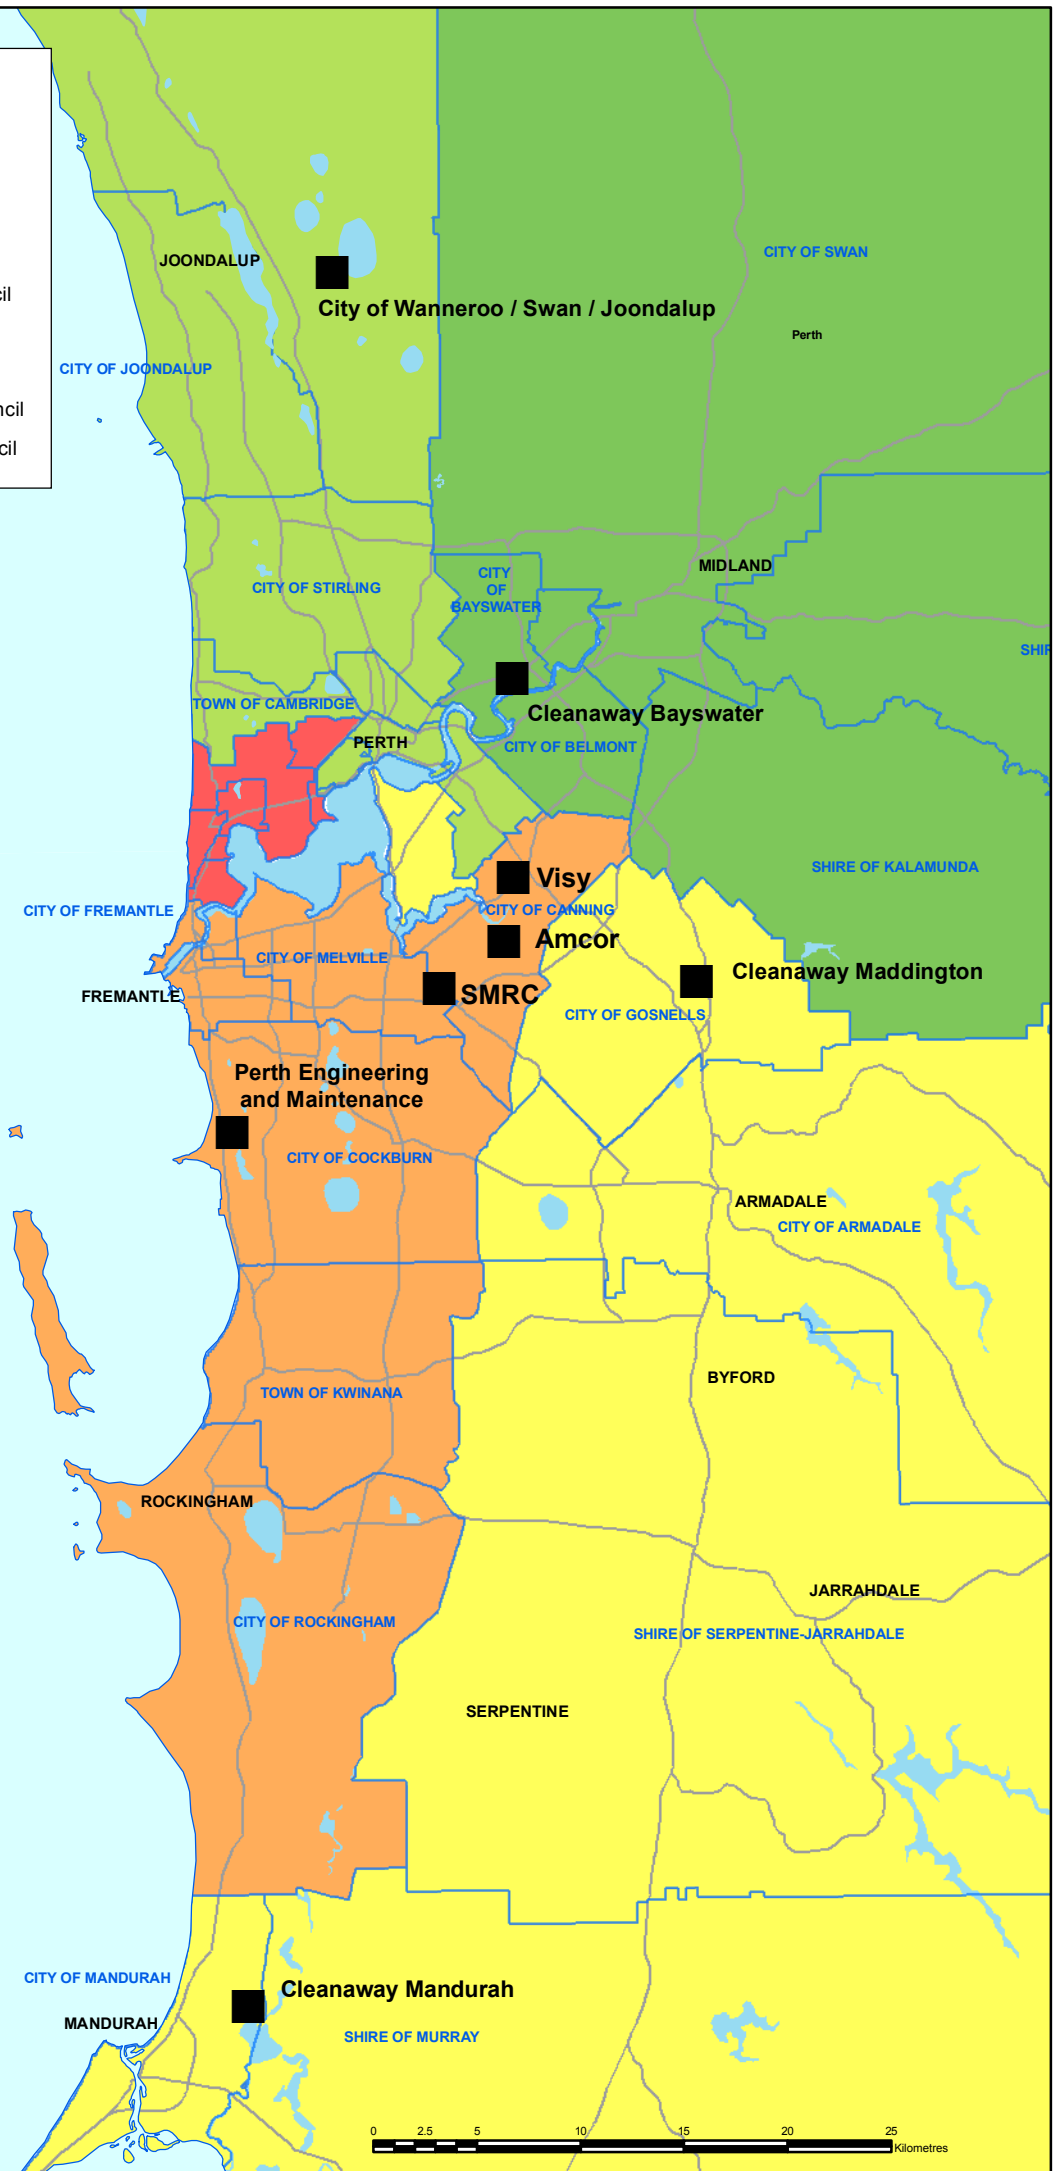 CITY OF SWAN
JOONDALUP
City of Wanneroo / Swan / Joondalup
Perth
CITY OF JOONDALUP
MIDLAND
CITY
OF
BAYSWATER
CITY OF STIRLING
TOWN OF CAMBRIDGE
Cleanaway Bayswater
PERTH
CITY OF BELMONT
SHIRE OF KALAMUNDA
Visy
CITY OF FREMANTLE
CITY OF CANNING
Amcor
CITY OF MELVILLE
Cleanaway Maddington
FREMANTLE
SMRC
CITY OF GOSNELLS
Perth Engineering
and Maintenance
CITY OF COCKBURN
ARMADALE
CITY OF ARMADALE
BYFORD
TOWN OF KWINANA
ROCKINGHAM
JARRAHDALE
CITY OF ROCKINGHAM
SHIRE OF SERPENTINE-JARRAHDALE
SERPENTINE
CITY OF MANDURAH
Cleanaway Mandurah
MANDURAH
SHIRE OF MURRAY
0 2.5 5 10 15 20 25
Kilometres